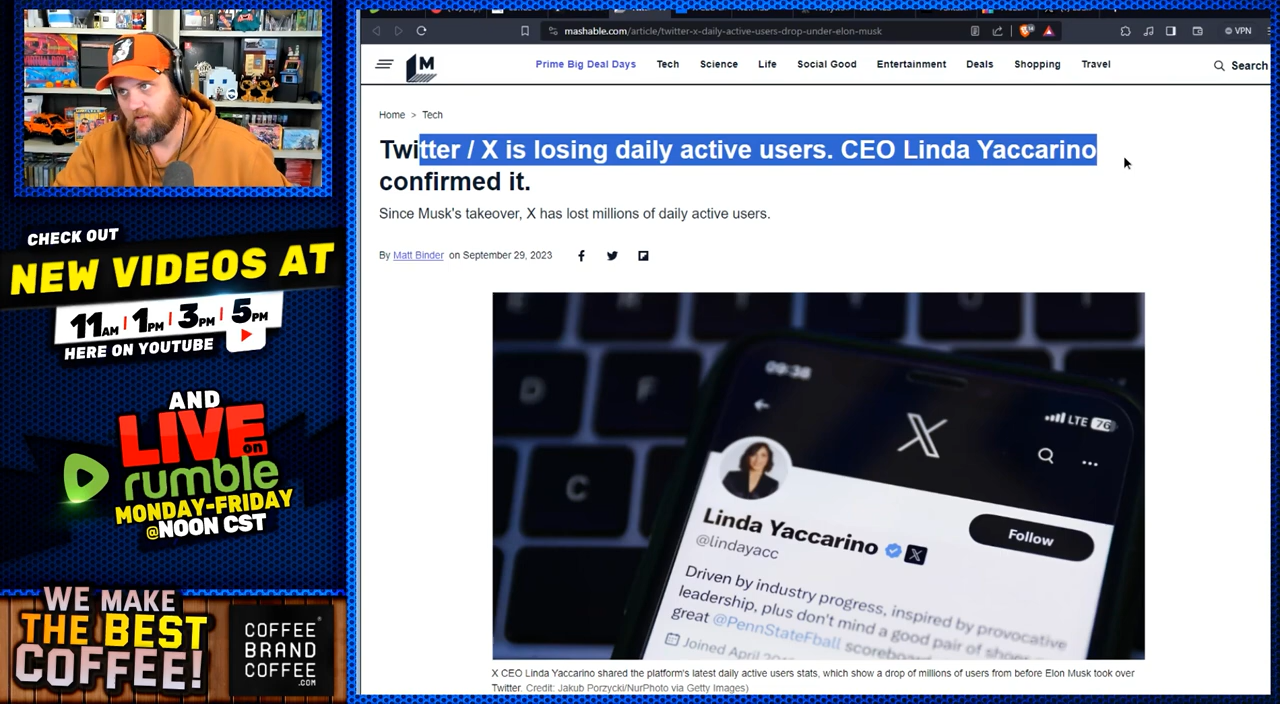 mashable.com/article/twitter-x-daily-active-users-drop-under-elon-musk
VPN
M
Prime Big Deal Days Tech Science Life Social Good Entertainment Deals Shopping Travel
Search
Home > Tech
Twitter / X is losing daily active users. CEO Linda Yaccarino
confirmed it.
Since Musk's takeover, X has lost millions of daily active users.
By Matt Binder on September 29, 2023
09:38
LTE 76
X
Linda Yaccarino
@lindayacc
Follow
Driven by industry progress, inspired by provocative
leadership, plus don't mind a good pair of shoes
great @PennStateFball scoreboard
Joined April
D
F
C
X CEO Linda Yaccarino shared the platform's latest daily active users stats, which show a drop of millions of users from before Elon Musk took over
Twitter. Credit: Jakub Porzycki/NurPhoto via Getty Images)
CHECK OUT
NEW VIDEOS AT
11AM | 1PM | 3PM | 5PM
HERE ON YOUTUBE
AND
LIVE on
rumble
MONDAY-FRIDAY
@NOON CST
WE MAKE
THE BEST
COFFEE!
COFFEE
BRAND
COFFEE
.COM